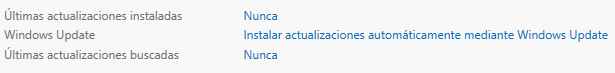 Últimas actualizaciones instaladas Nunca
Windows Update Instalar actualizaciones automáticamente mediante Windows Update
Últimas actualizaciones buscadas Nunca